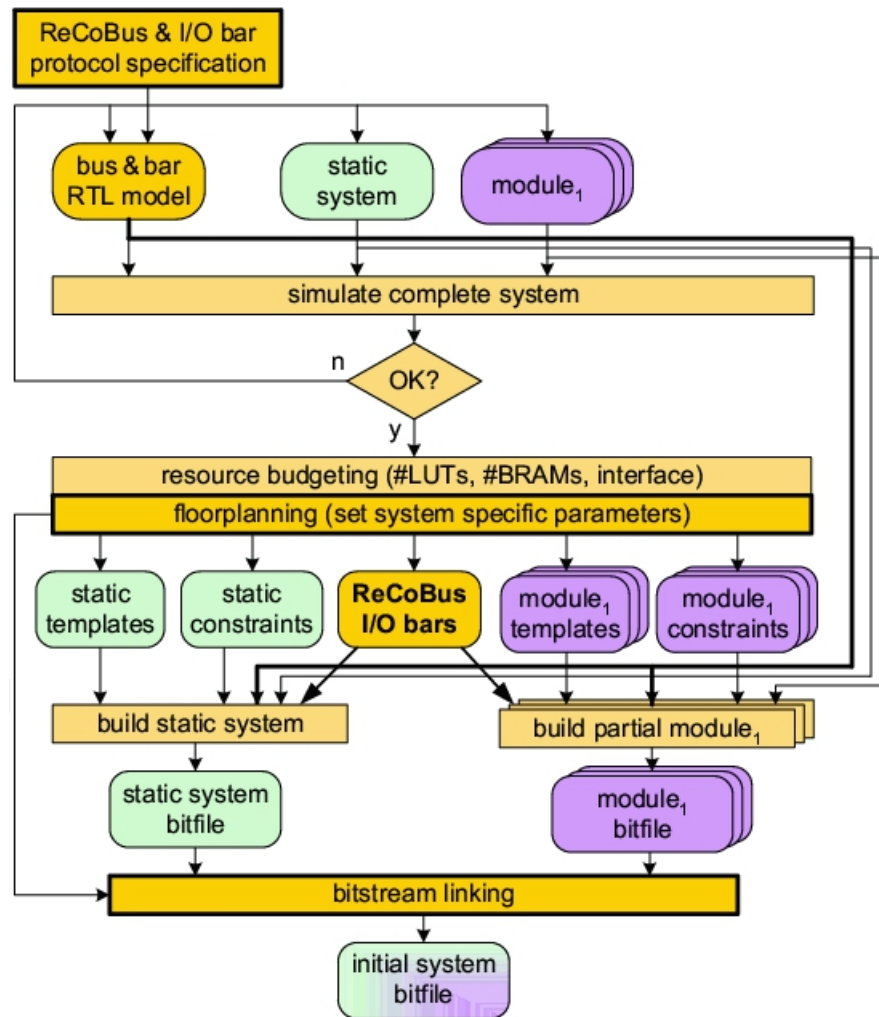 ReCoBus & I/O bar
protocol specification
bus & bar
RTL model
static
system
module₁
simulate complete system
n
OK?
y
resource budgeting (#LUTs, #BRAMs, interface)
floorplanning (set system specific parameters)
static
templates
static
constraints
ReCoBus
I/O bars
module₁
templates
module₁
constraints
build static system
build partial module₁
static system
bitfile
module₁
bitfile
bitstream linking
initial system
bitfile